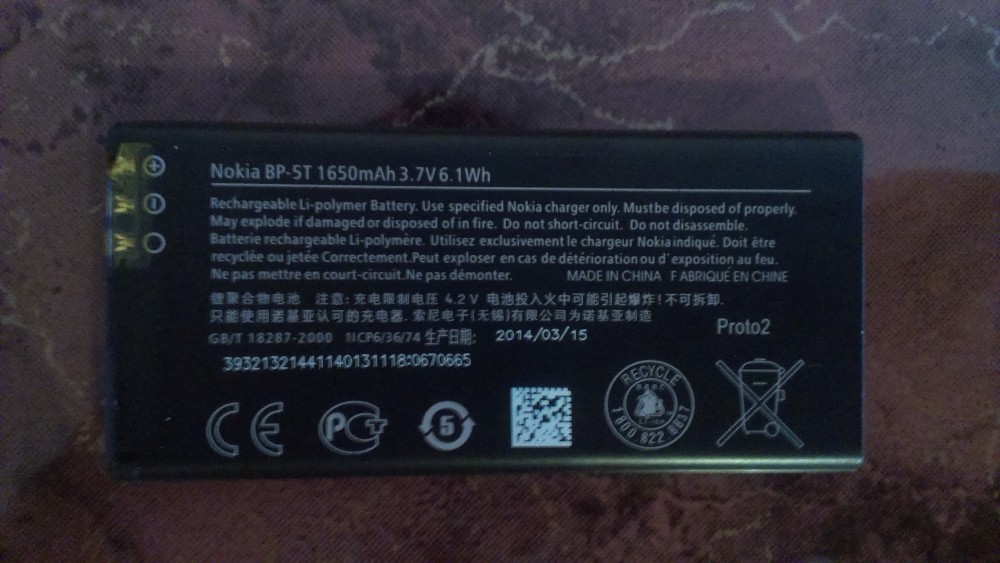 Nokia BP-5T 1650mAh 3.7V 6.1Wh
Rechargeable Li-polymer Battery. Use specified Nokia charger only. Mustbe disposed of properly.
May explode if damaged or disposed of in fire. Do not short-circuit. Do not disassemble.
Batterie rechargeable Li-polymère. Utilisez exclusivement le chargeur Nokia indiqué. Doit être
recyclée ou jetée Correctement.Peut exploser en cas de détérioration ou d'exposition au feu.
Ne pas mettre en court-circuit.Ne pas démonter. MADE IN CHINA FABRIQUÉ EN CHINE
锂聚合物电池 注意: 充电限制电压 4.2V 电池投入火中可能引起爆炸! 不可拆卸.
只能使用诺基亚认可的充电器. 索尼电子(无锡)有限公司为诺基亚制造
GB/T 18287-2000 1ICP6/36/74 生产日期: 2014/03/15
Proto2
39321321441140131118:0670665
CE
PCT
5
RECYCLE
1 800 822 8837